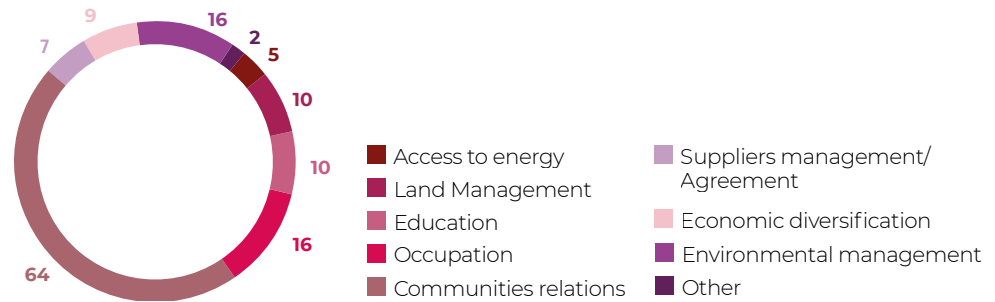 9
16
2
5
7
10
10
16
64
Access to energy
Land Management
Education
Occupation
Communities relations
Suppliers management/
Agreement
Economic diversification
Environmental management
Other